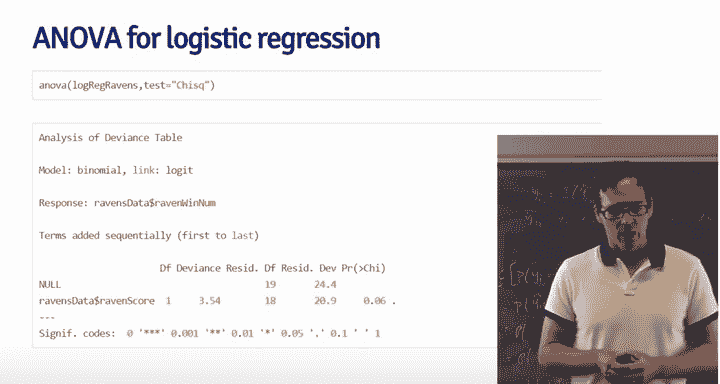 ANOVA for logistic regression
anova(logRegRavens,test="Chisq")
Analysis of Deviance Table
Model: binomial, link: logit
Response: ravensData$ravenWinNum
Terms added sequentially (first to last)
Df Deviance Resid. Df Resid. Dev Pr(>Chi)
NULL 19 24.4
ravensData$ravenScore 1 3.54 18 20.9 0.06 .
---
Signif. codes: 0 '***' 0.001 '**' 0.01 '*' 0.05 '.' 0.1 ' ' 1